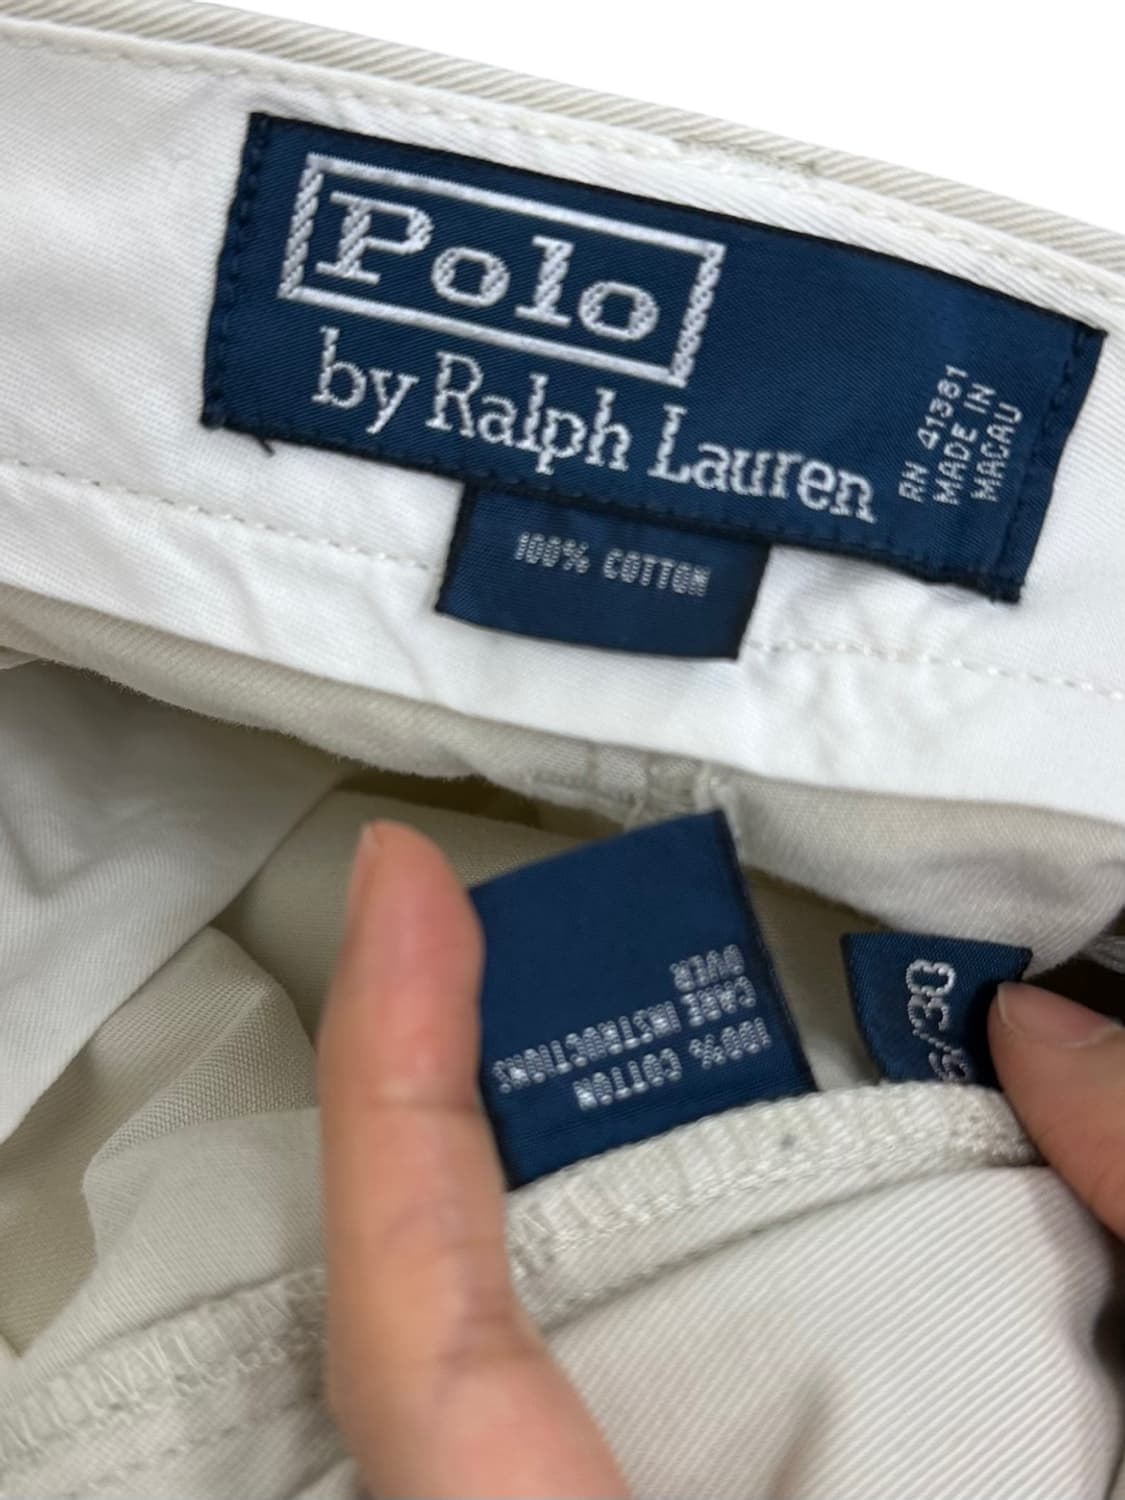 Polo
by Ralph Lauren
RN 41381
MADE IN
MACAU
100% COTTON
100% COTTON
CARE INSTRUCTIONS
OVER